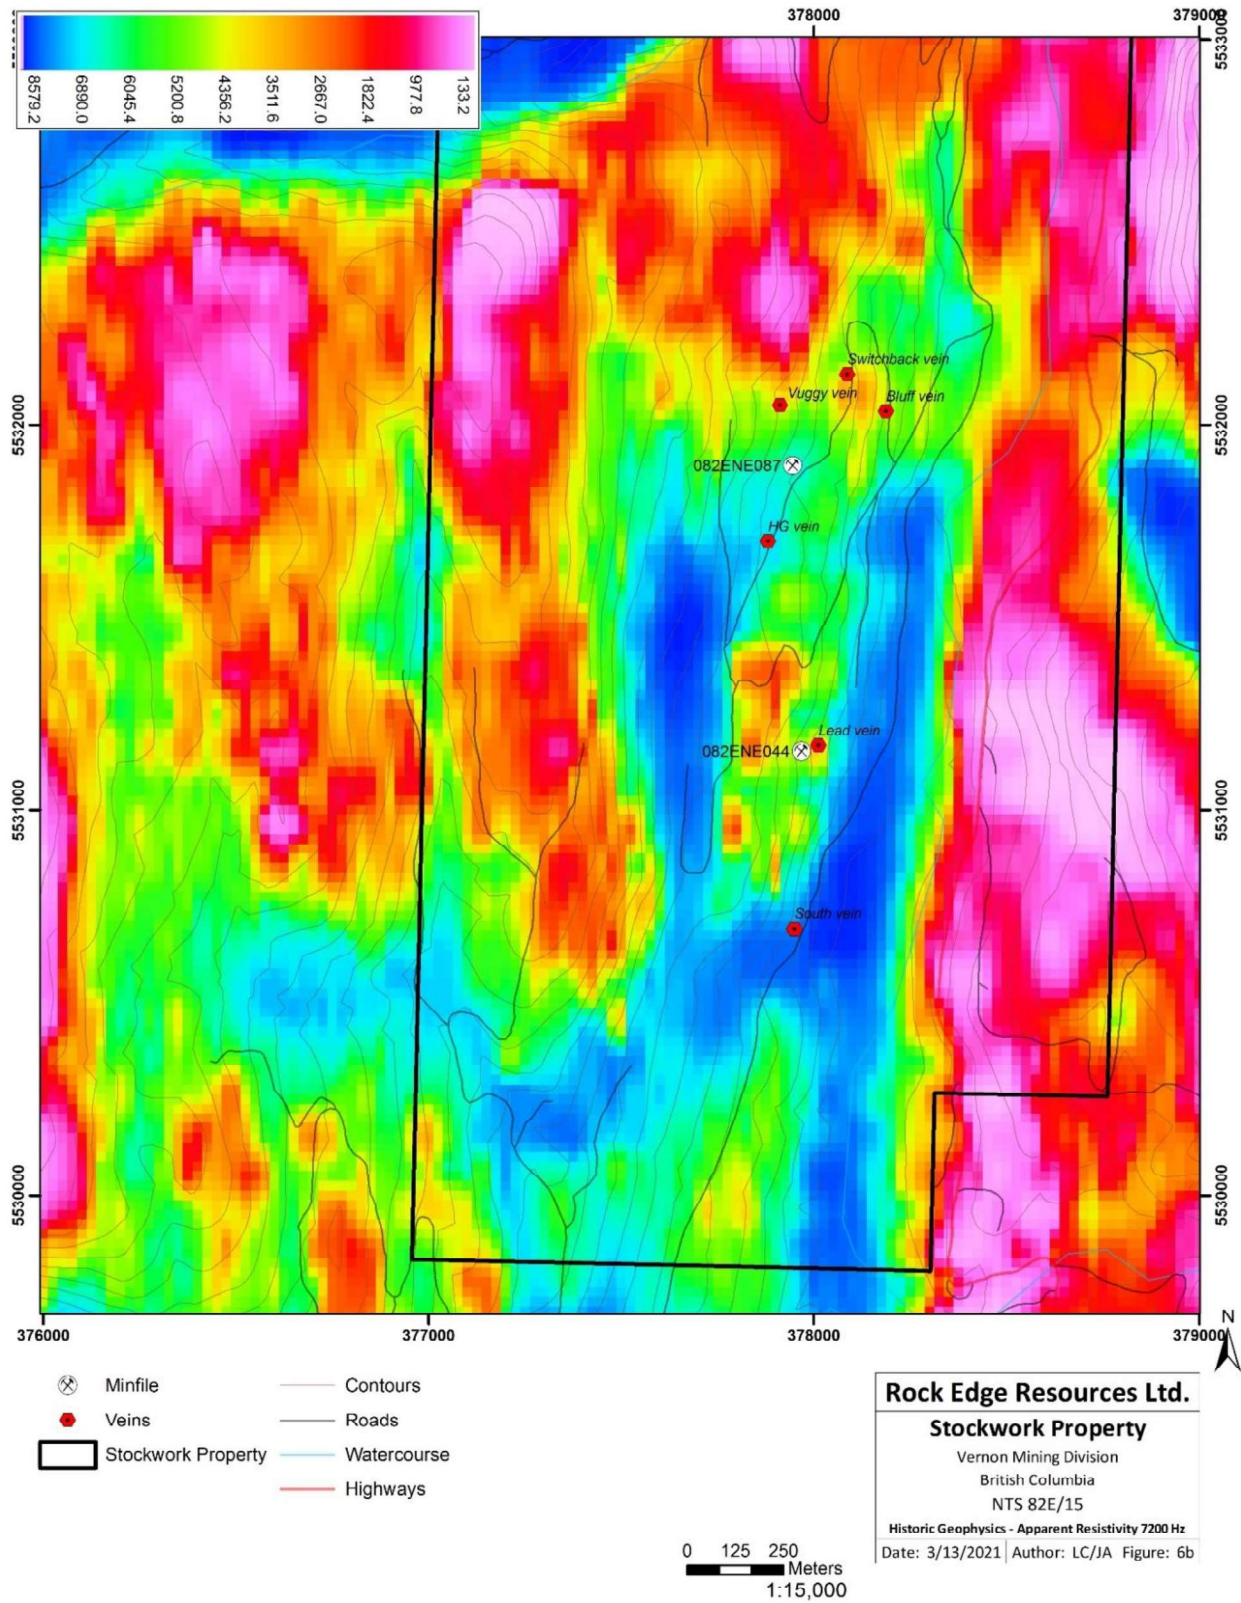 378000
379000
5533000
8579.2
6890.0
6045.4
5200.8
4356.2
3511.6
2667.0
1822.4
977.8
133.2
Switchback vein
Vuggy vein
Bluff vein
5532000
5532000
082ENE087
HG vein
Lead vein
082ENE044
5531000
5531000
South vein
5530000
5530000
376000
377000
378000
379000
N
Minfile
Contours
Veins
Roads
Stockwork Property
Watercourse
Highways
Rock Edge Resources Ltd.
Stockwork Property
Vernon Mining Division
British Columbia
NTS 82E/15
Historic Geophysics - Apparent Resistivity 7200 Hz
Date: 3/13/2021 Author: LC/JA Figure: 6b
0 125 250
Meters
1:15,000